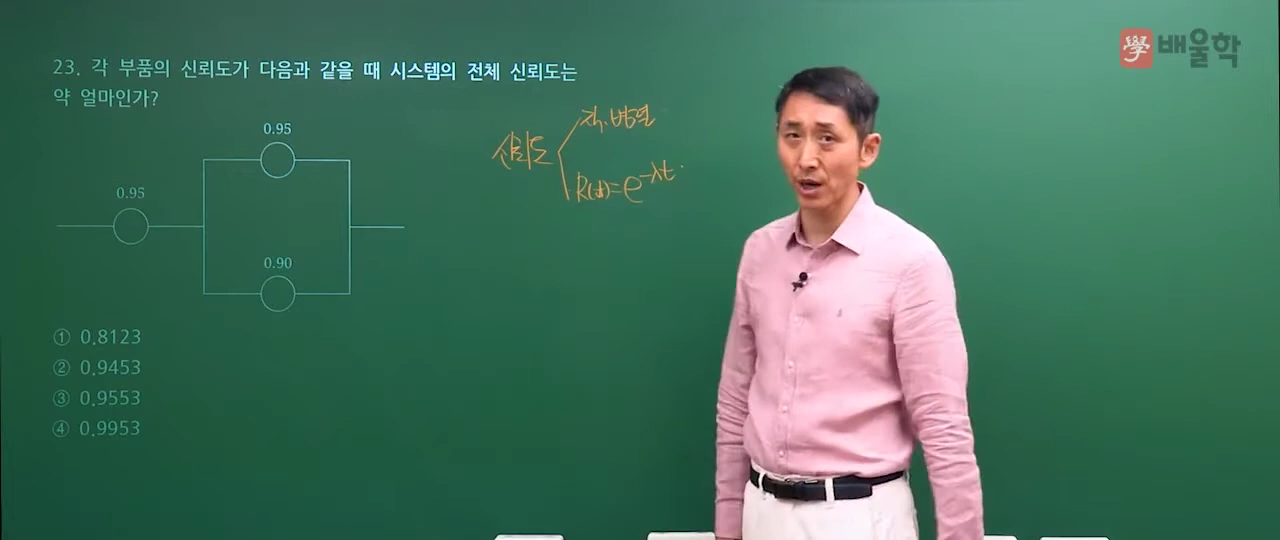 學 배울학
23. 각 부품의 신뢰도가 다음과 같을 때 시스템의 전체 신뢰도는
약 얼마인가?
0.95
0.95
0.90
① 0.8123
② 0.9453
③ 0.9553
④ 0.9953
신뢰도
직·병렬
R(t)=e^-λt